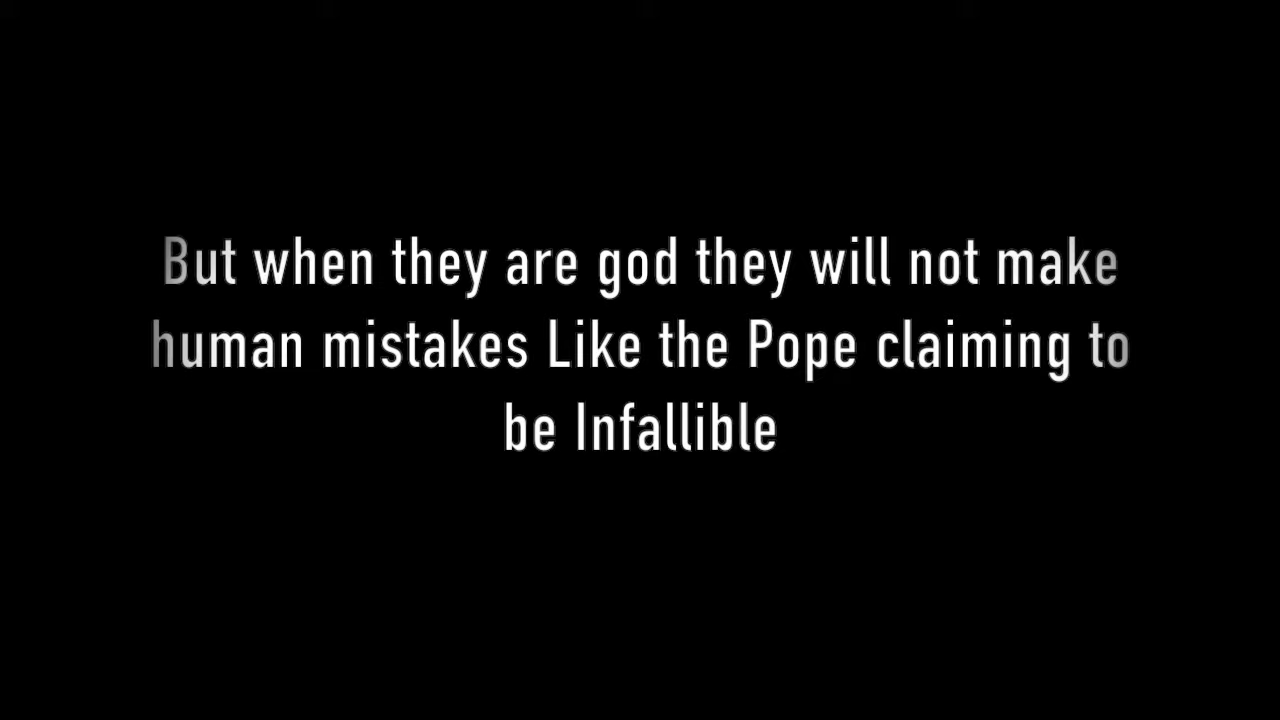 But when they are god they will not make
human mistakes Like the Pope claiming to
be Infallible